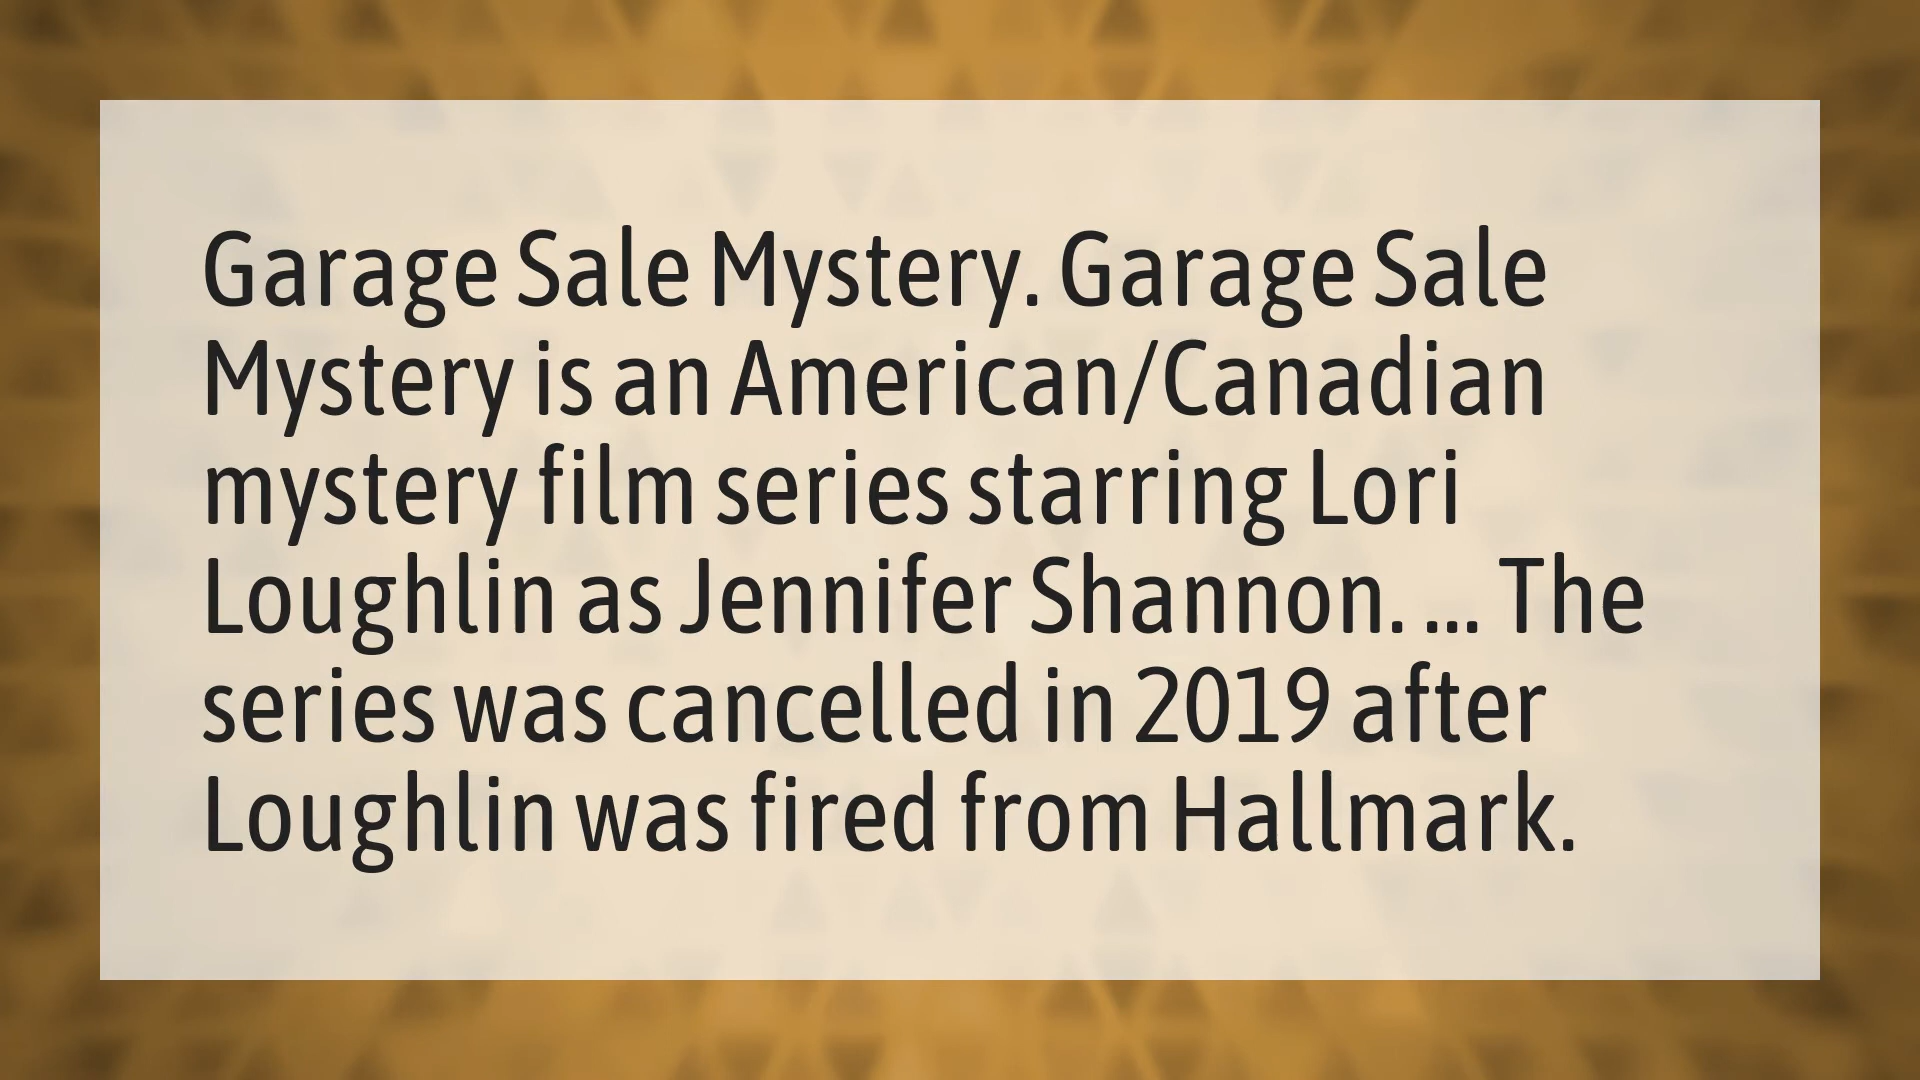 Garage Sale Mystery. Garage Sale
Mystery is an American/Canadian
mystery film series starring Lori
Loughlin as Jennifer Shannon. ... The
series was cancelled in 2019 after
Loughlin was fired from Hallmark.